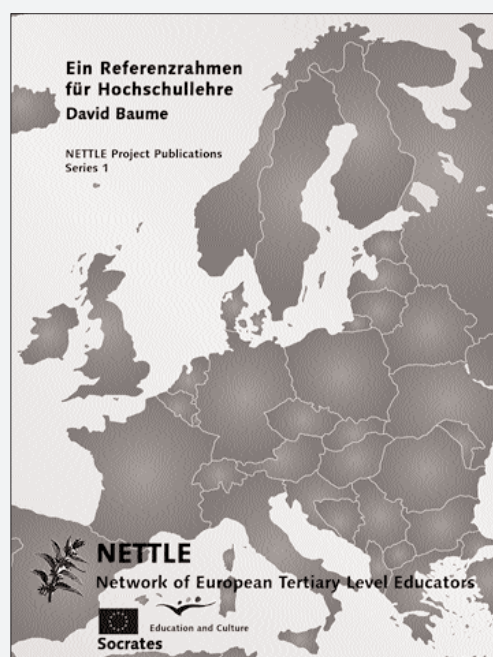 Ein Referenzrahmen
für Hochschullehre
David Baume
NETTLE Project Publications
Series 1
NETTLE
Network of European Tertiary Level Educators
Education and Culture
Socrates